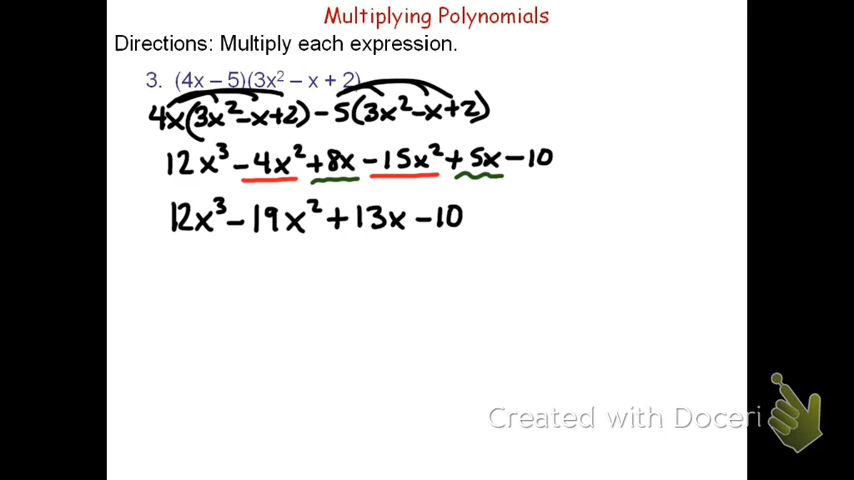 Multiplying Polynomials
Directions: Multiply each expression.
3. (4x – 5)(3x² – x + 2)
4x(3x²-x+2) - 5(3x²-x+2)
12x³ - 4x² + 8x - 15x² + 5x - 10
12x³ - 19x² + 13x - 10
Created with Doceri